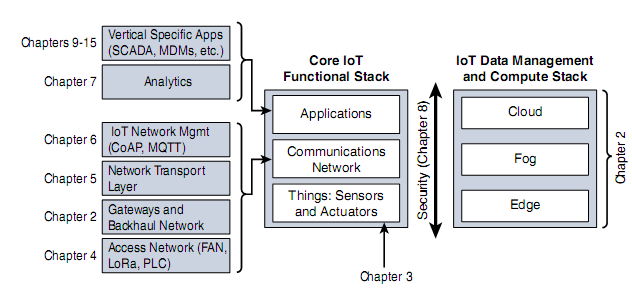 Chapters 9-15
Vertical Specific Apps
(SCADA, MDMs, etc.)
Chapter 7
Analytics
Chapter 6
IoT Network Mgmt
(CoAP, MQTT)
Chapter 5
Network Transport
Layer
Chapter 2
Gateways and
Backhaul Network
Chapter 4
Access Network (FAN,
LoRa, PLC)
Core IoT
Functional Stack
Applications
Communications
Network
Things: Sensors
and Actuators
Chapter 3
Security (Chapter 8)
IoT Data Management
and Compute Stack
Cloud
Fog
Edge
Chapter 2